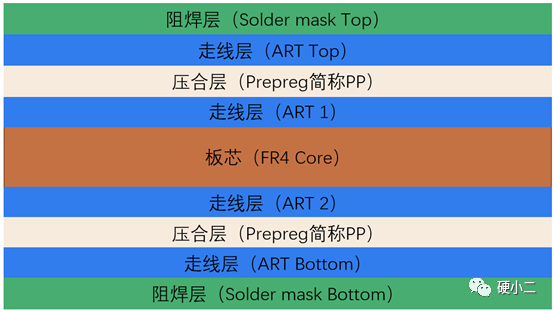 阻焊层（Solder mask Top）
走线层（ART Top）
压合层（Prepreg简称PP）
走线层（ART 1）
板芯（FR4 Core）
走线层（ART 2）
压合层（Prepreg简称PP）
走线层（ART Bottom）
阻焊层（Solder mask Bottom）
硬小二